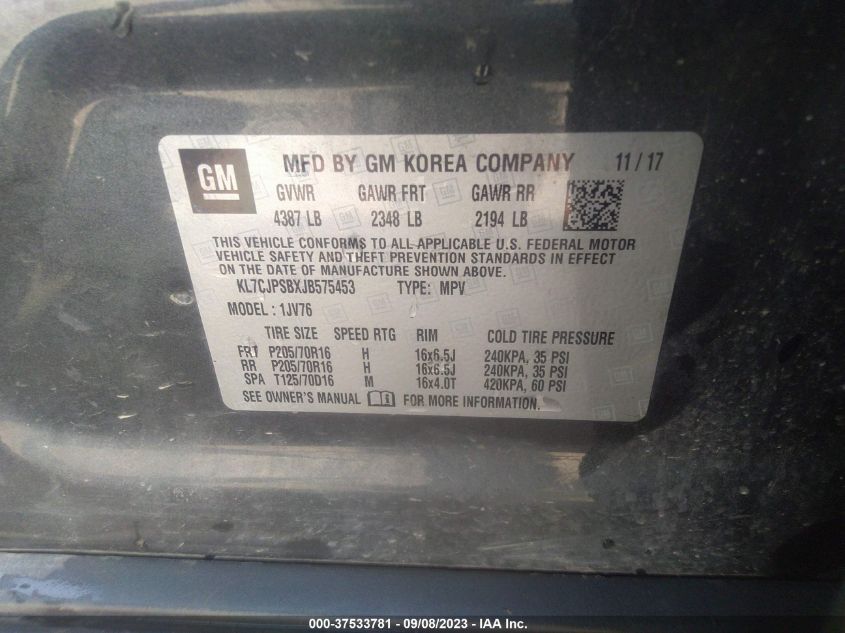 GM MFD BY GM KOREA COMPANY 11 / 17
GVWR GAWR FRT GAWR RR
4387 LB 2348 LB 2194 LB
THIS VEHICLE CONFORMS TO ALL APPLICABLE U.S. FEDERAL MOTOR
VEHICLE SAFETY AND THEFT PREVENTION STANDARDS IN EFFECT
ON THE DATE OF MANUFACTURE SHOWN ABOVE.
KL7CJPSBXJB575453 TYPE: MPV
MODEL : 1JV76
TIRE SIZE SPEED RTG RIM COLD TIRE PRESSURE
FRT P205/70R16 H 16x6.5J 240KPA, 35 PSI
RR P205/70R16 H 16x6.5J 240KPA, 35 PSI
SPA T125/70D16 M 16x4.0T 420KPA, 60 PSI
SEE OWNER'S MANUAL FOR MORE INFORMATION.
000-37533781 - 09/08/2023 - IAA Inc.